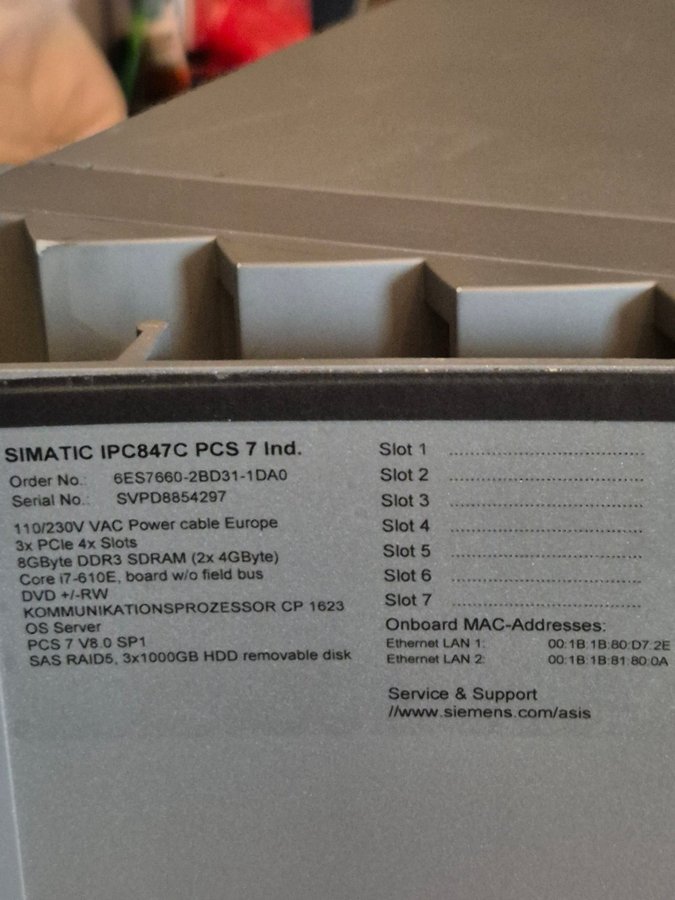 SIMATIC IPC847C PCS 7 Ind.
Order No.: 6ES7660-2BD31-1DA0
Serial No.: SVPD8854297
110/230V VAC Power cable Europe
3x PCIe 4x Slots
8GByte DDR3 SDRAM (2x 4GByte)
Core i7-610E, board w/o field bus
DVD +/-RW
KOMMUNIKATIONSPROZESSOR CP 1623
OS Server
PCS 7 V8.0 SP1
SAS RAID5, 3x1000GB HDD removable disk
Slot 1
Slot 2
Slot 3
Slot 4
Slot 5
Slot 6
Slot 7
Onboard MAC-Addresses:
Ethernet LAN 1: 00:1B:1B:80:D7:2E
Ethernet LAN 2: 00:1B:1B:81:80:0A
Service & Support
//www.siemens.com/asis